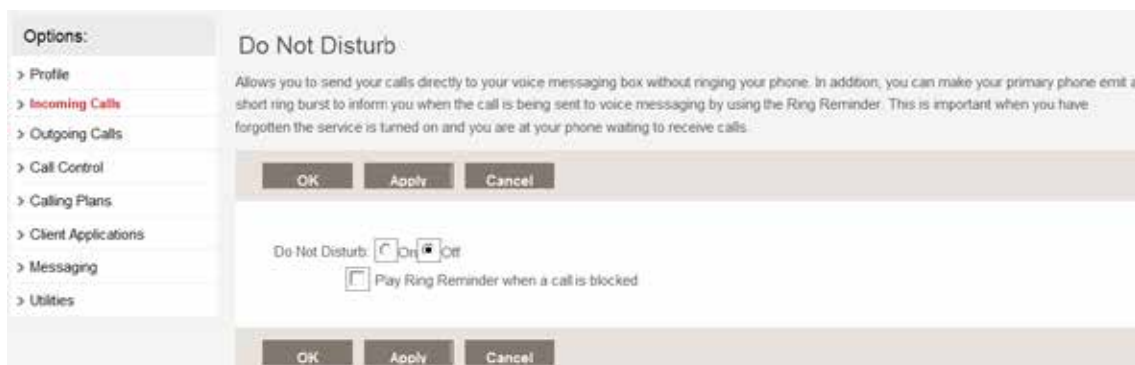 Options:
> Profile
> Incoming Calls
> Outgoing Calls
> Call Control
> Calling Plans
> Client Applications
> Messaging
> Utilities
Do Not Disturb
Allows you to send your calls directly to your voice messaging box without ringing your phone. In addition, you can make your primary phone emit a
short ring burst to inform you when the call is being sent to voice messaging by using the Ring Reminder. This is important when you have
forgotten the service is turned on and you are at your phone waiting to receive calls.
OK Apply Cancel
Do Not Disturb: On Off
Play Ring Reminder when a call is blocked
OK Apply Cancel